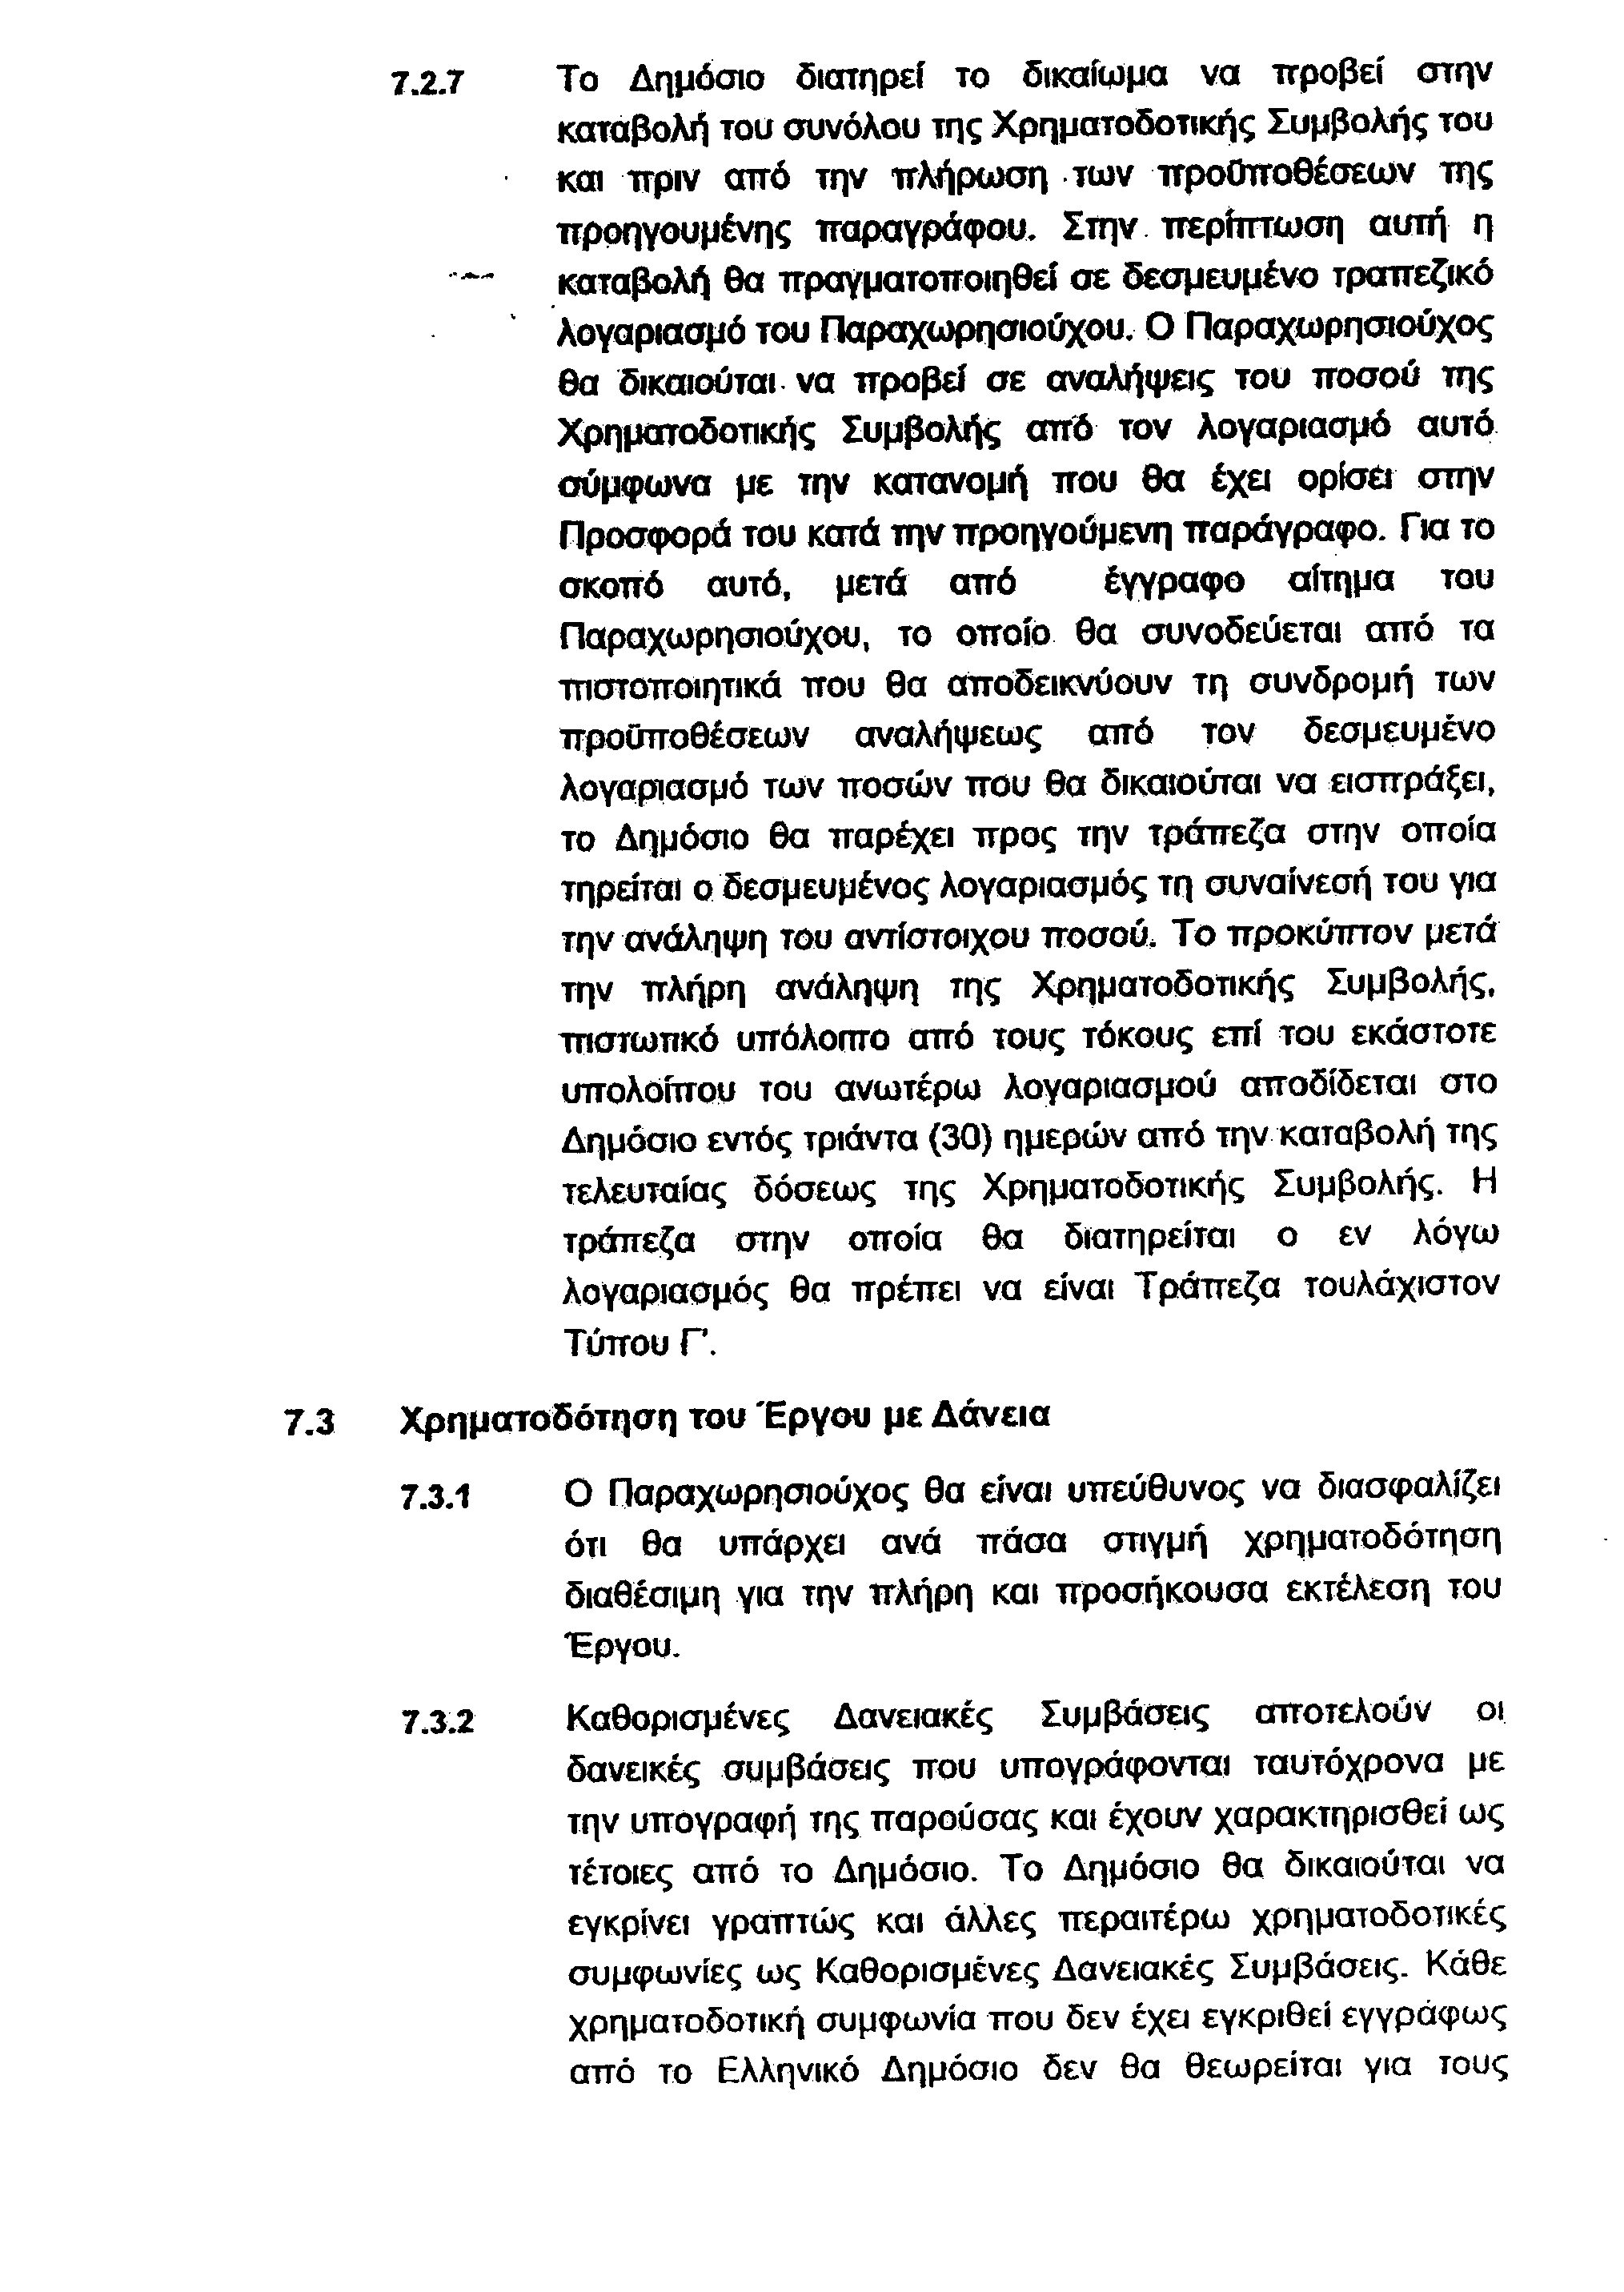 7.2.7 Το Δημόσιο διατηρεί το δικαίωμα να προβεί στην
καταβολή του συνόλου της Χρηματοδοτικής Συμβολής του
και πριν από την πλήρωση των προϋποθέσεων της
προηγουμένης παραγράφου. Στην περίπτωση αυτή η
καταβολή θα πραγματοποιηθεί σε δεσμευμένο τραπεζικό
λογαριασμό του Παραχωρησιούχου. Ο Παραχωρησιούχος
θα δικαιούται να προβεί σε αναλήψεις του ποσού της
Χρηματοδοτικής Συμβολής από τον λογαριασμό αυτό
σύμφωνα με την κατανομή που θα έχει ορίσει στην
Προσφορά του κατά την προηγούμενη παράγραφο. Για το
σκοπό αυτό, μετά από έγγραφο αίτημα του
Παραχωρησιούχου, το οποίο θα συνοδεύεται από τα
πιστοποιητικά που θα αποδεικνύουν τη συνδρομή των
προϋποθέσεων αναλήψεως από τον δεσμευμένο
λογαριασμό των ποσών που θα δικαιούται να εισπράξει,
το Δημόσιο θα παρέχει προς την τράπεζα στην οποία
τηρείται ο δεσμευμένος λογαριασμός τη συναίνεσή του για
την ανάληψη του αντίστοιχου ποσού. Το προκύπτον μετά
την πλήρη ανάληψη της Χρηματοδοτικής Συμβολής,
πιστωτικό υπόλοιπο από τους τόκους επί του εκάστοτε
υπολοίπου του ανωτέρω λογαριασμού αποδίδεται στο
Δημόσιο εντός τριάντα (30) ημερών από την καταβολή της
τελευταίας δόσεως της Χρηματοδοτικής Συμβολής. Η
τράπεζα στην οποία θα διατηρείται ο εν λόγω
λογαριασμός θα πρέπει να είναι Τράπεζα τουλάχιστον
Τύπου Γ'.
7.3 Χρηματοδότηση του Έργου με Δάνεια
7.3.1 Ο Παραχωρησιούχος θα είναι υπεύθυνος να διασφαλίζει
ότι θα υπάρχει ανά πάσα στιγμή χρηματοδότηση
διαθέσιμη για την πλήρη και προσήκουσα εκτέλεση του
Έργου.
7.3.2 Καθορισμένες Δανειακές Συμβάσεις αποτελούν οι
δανεικές συμβάσεις που υπογράφονται ταυτόχρονα με
την υπογραφή της παρούσας και έχουν χαρακτηρισθεί ως
τέτοιες από το Δημόσιο. Το Δημόσιο θα δικαιούται να
εγκρίνει γραπτώς και άλλες περαιτέρω χρηματοδοτικές
συμφωνίες ως Καθορισμένες Δανειακές Συμβάσεις. Κάθε
χρηματοδοτική συμφωνία που δεν έχει εγκριθεί εγγράφως
από το Ελληνικό Δημόσιο δεν θα θεωρείται για τους